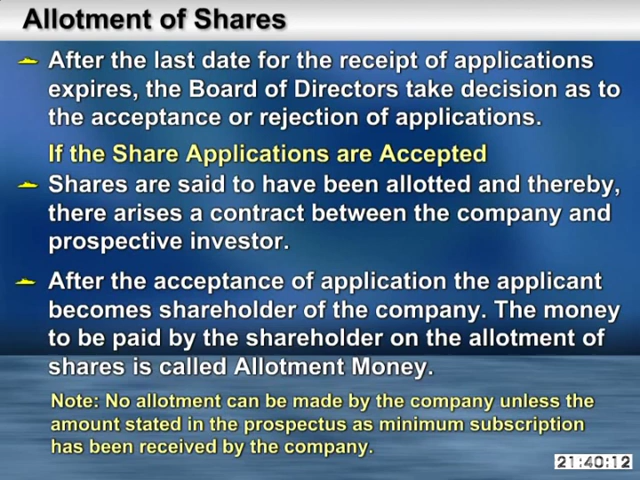 Allotment of Shares
After the last date for the receipt of applications
expires, the Board of Directors take decision as to
the acceptance or rejection of applications.
If the Share Applications are Accepted
Shares are said to have been allotted and thereby,
there arises a contract between the company and
prospective investor.
After the acceptance of application the applicant
becomes shareholder of the company. The money
to be paid by the shareholder on the allotment of
shares is called Allotment Money.
Note: No allotment can be made by the company unless the
amount stated in the prospectus as minimum subscription
has been received by the company.
21:40:12